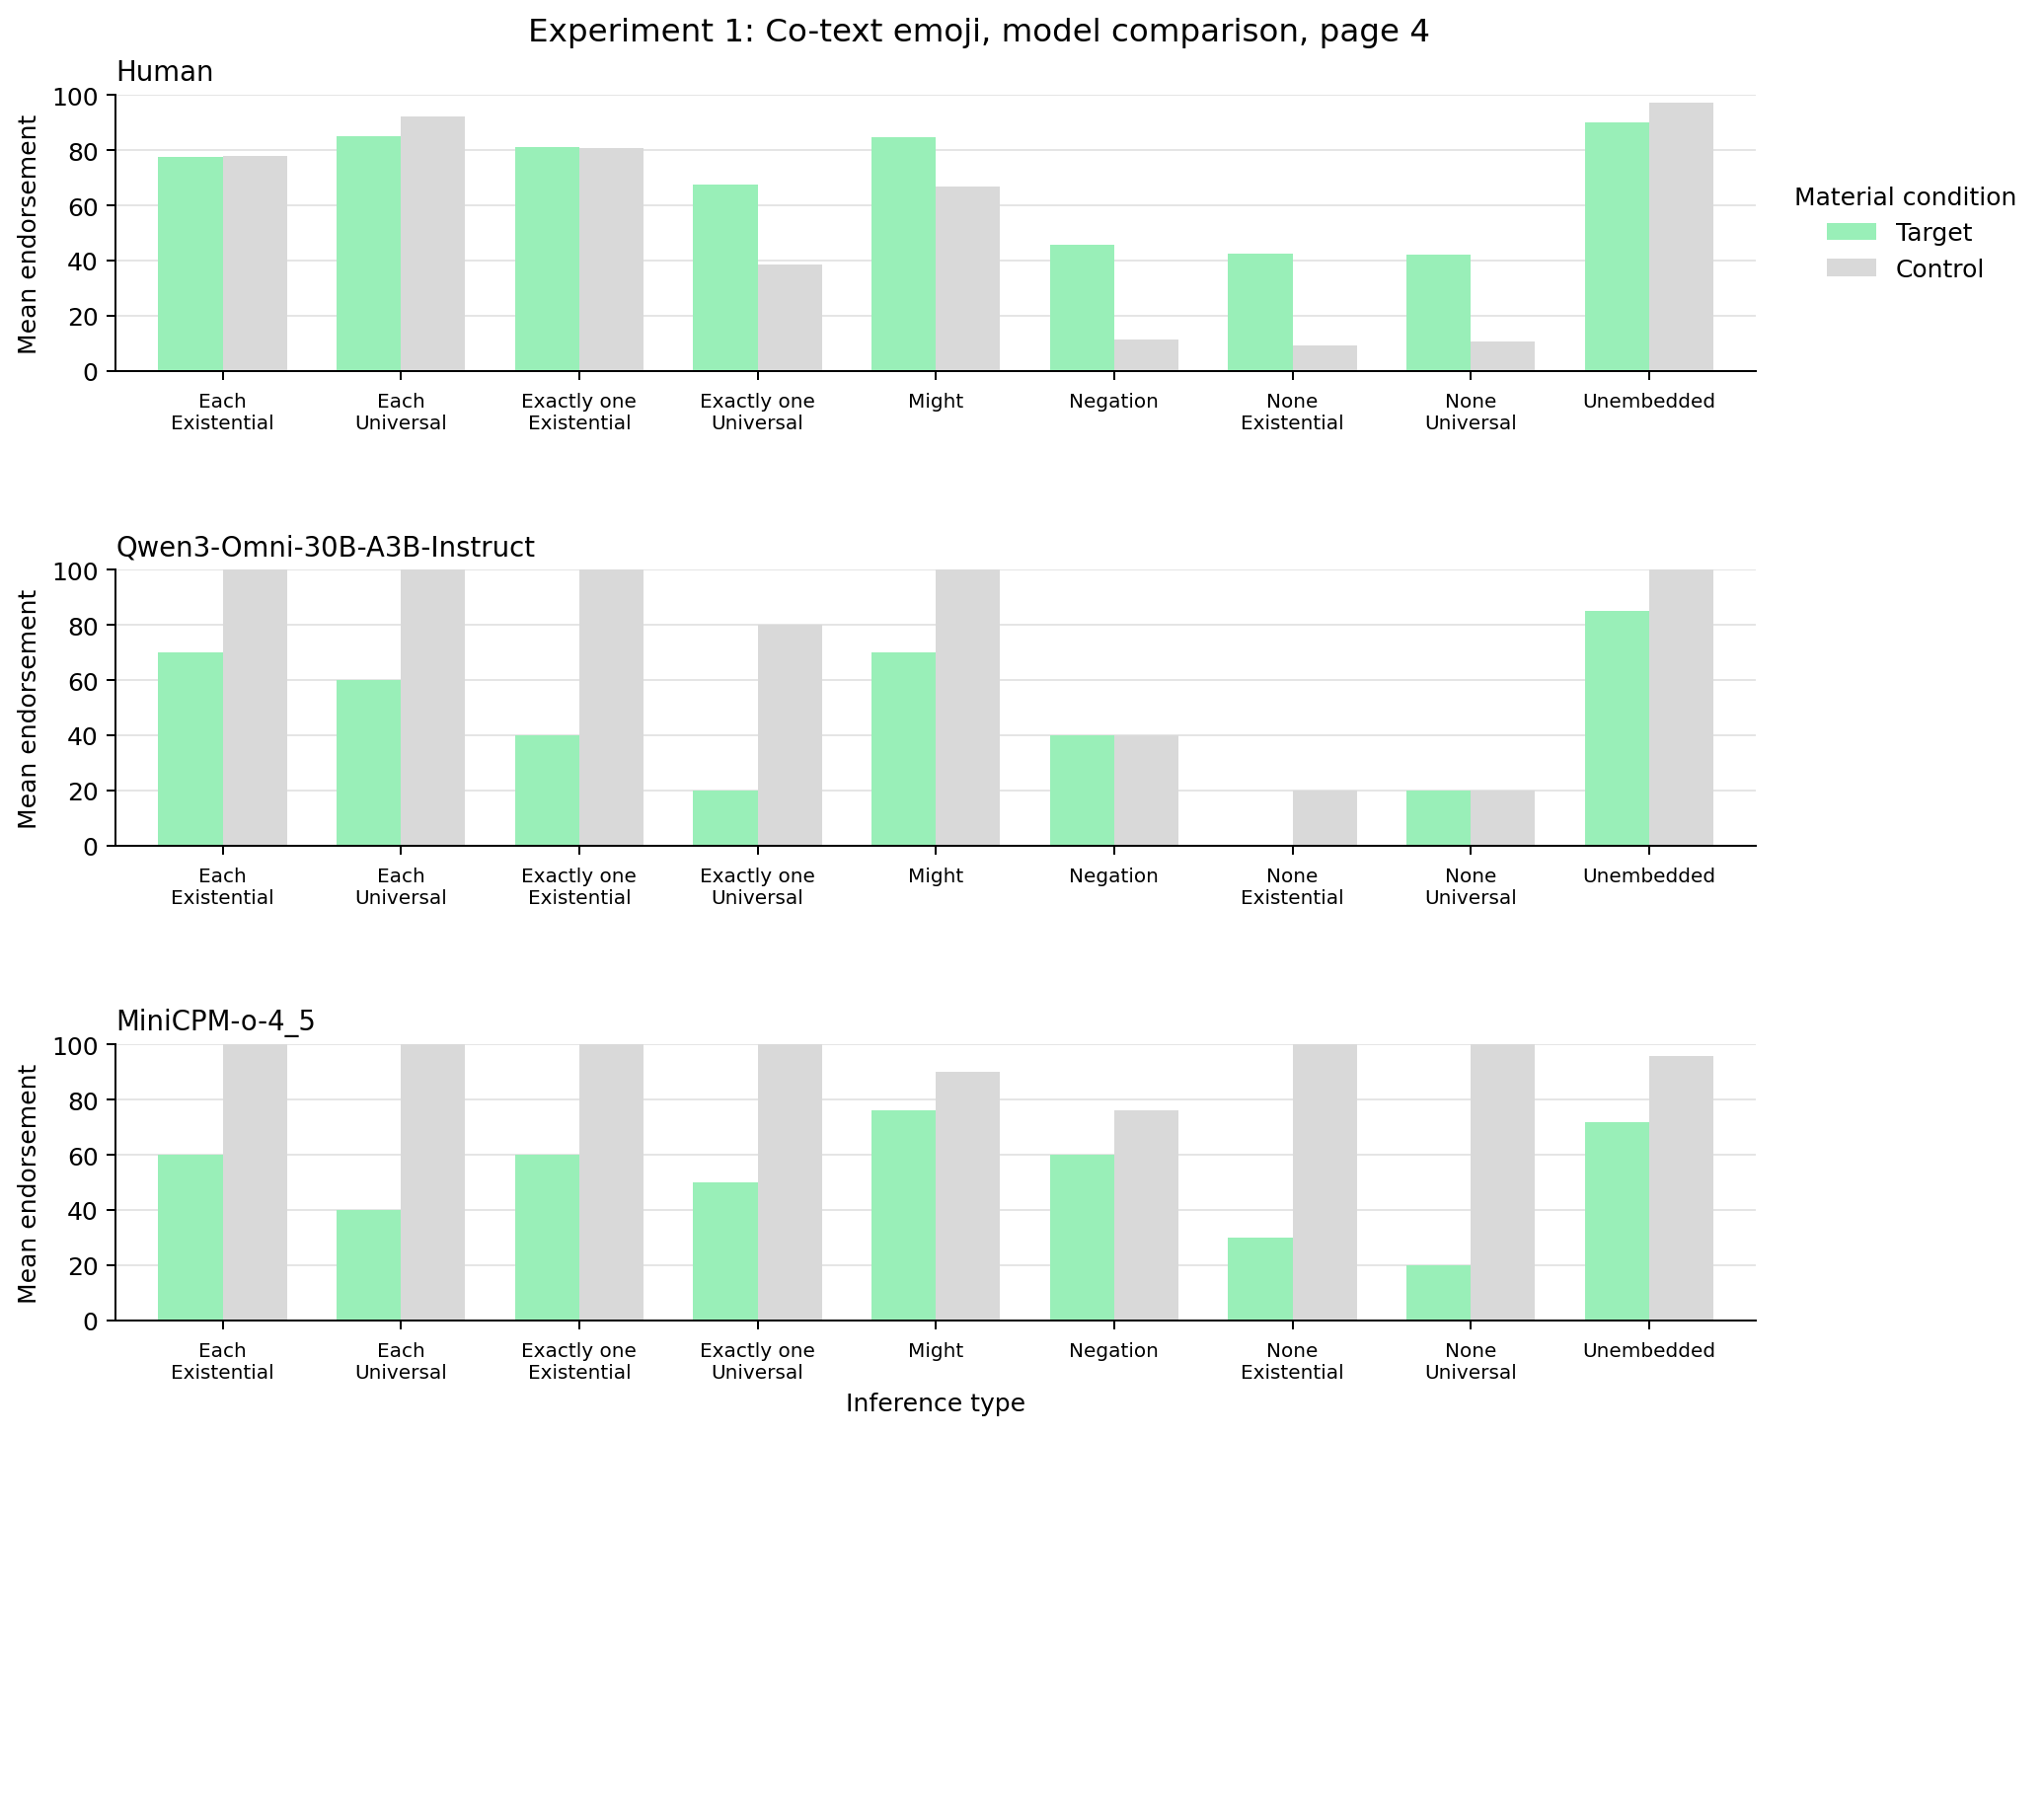 Experiment 1: Co-text emoji, model comparison, page 4
Human
Mean endorsement
100
80
60
40
20
0
Each Existential
Each Universal
Exactly one Existential
Exactly one Universal
Might
Negation
None Existential
None Universal
Unembedded
Material condition
Target
Control
Qwen3-Omni-30B-A3B-Instruct
Mean endorsement
100
80
60
40
20
0
Each Existential
Each Universal
Exactly one Existential
Exactly one Universal
Might
Negation
None Existential
None Universal
Unembedded
MiniCPM-o-4_5
Mean endorsement
100
80
60
40
20
0
Each Existential
Each Universal
Exactly one Existential
Exactly one Universal
Might
Negation
None Existential
None Universal
Unembedded
Inference type